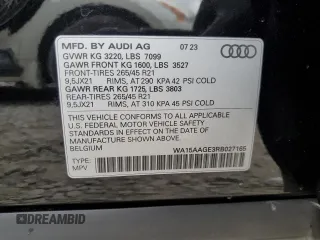 MFD. BY AUDI AG 07 23
GVWR KG 3220, LBS 7099
GAWR FRONT KG 1600, LBS 3527
FRONT-TIRES 265/45 R21
9,5JX21 RIMS, AT 290 KPA 42 PSI COLD
GAWR REAR KG 1725, LBS 3803
REAR-TIRES 265/45 R21
9,5JX21 RIMS, AT 310 KPA 45 PSI COLD
THIS VEHICLE CONFORMS TO ALL APPLICABLE
U.S. FEDERAL MOTOR VEHICLE SAFETY
STANDARDS IN EFFECT ON THE DATE OF
MANUFACTURE SHOWN ABOVE
BELGIUM
TYPE: WA15AAGE3RB027165
MPV
DREAMBID